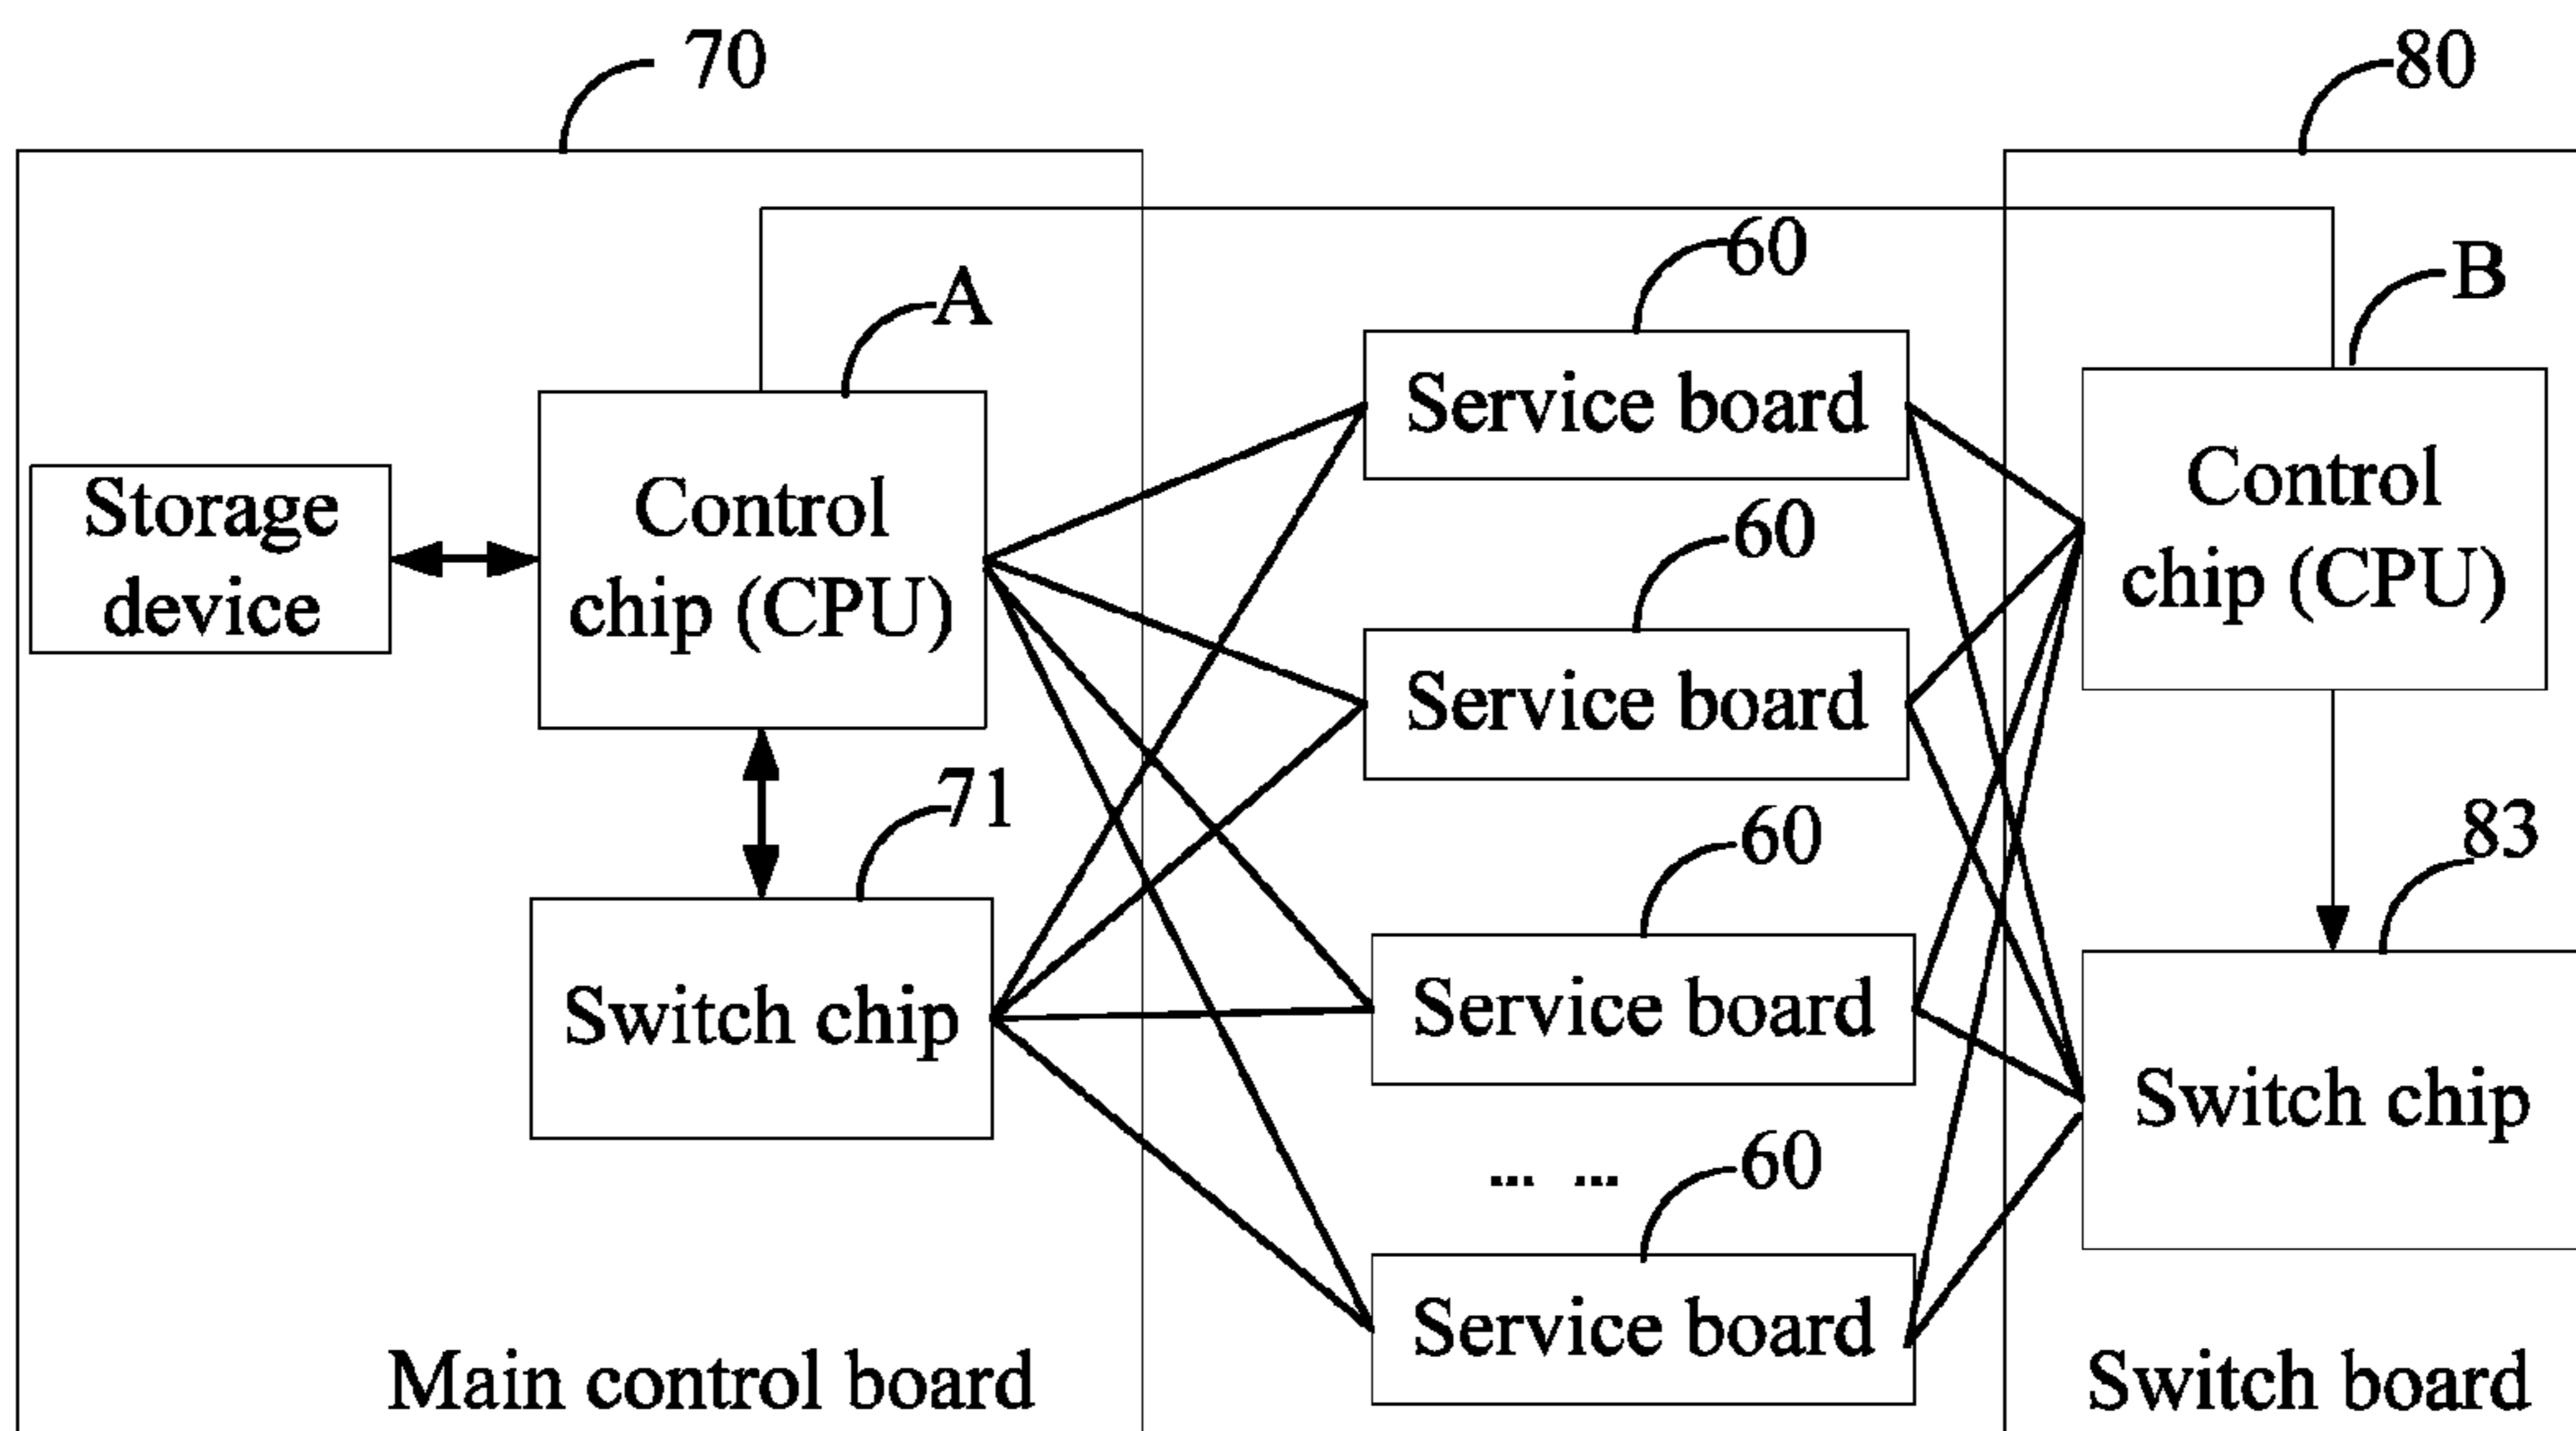 70
80
60
A
B
Service board
Control
chip (CPU)
Storage
device
Control
chip (CPU)
60
Service board
71
60
83
Switch chip
Service board
Switch chip
... ...
60
Service board
Main control board
Switch board